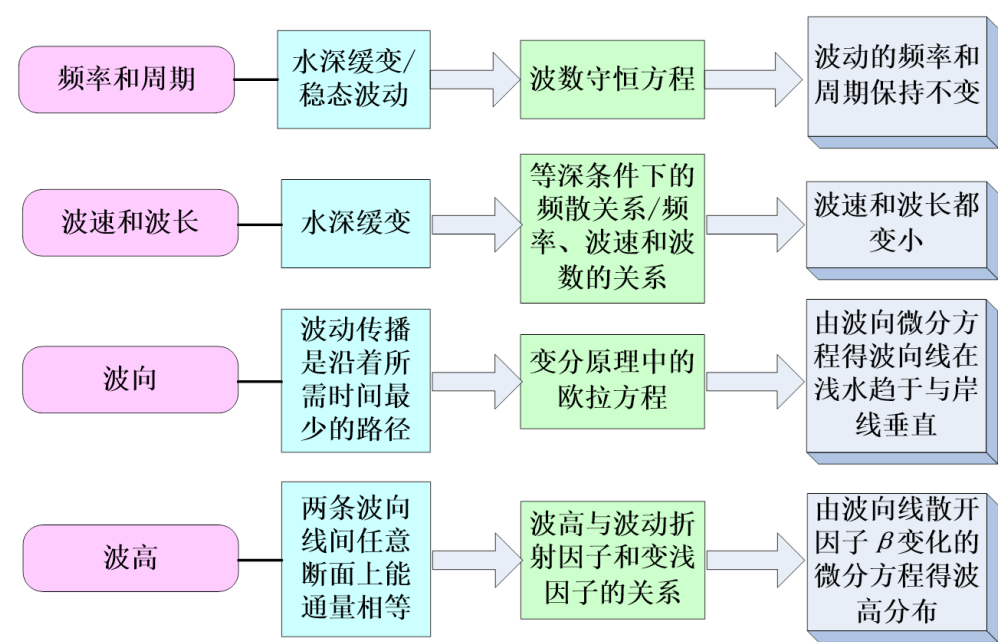 频率和周期
水深缓变/
稳态波动
波数守恒方程
波动的频率和
周期保持不变
波速和波长
水深缓变
等深条件下的
频散关系/频
率、波速和波
数的关系
波速和波长都
变小
波向
波动传播
是沿着所
需时间最
少的路径
变分原理中的
欧拉方程
由波向微分方
程得波向线在
浅水趋于与岸
线垂直
波高
两条波向
线间任意
断面上能
通量相等
波高与波动折
射因子和变浅
因子的关系
由波向线散开
因子β变化的
微分方程得波
高分布